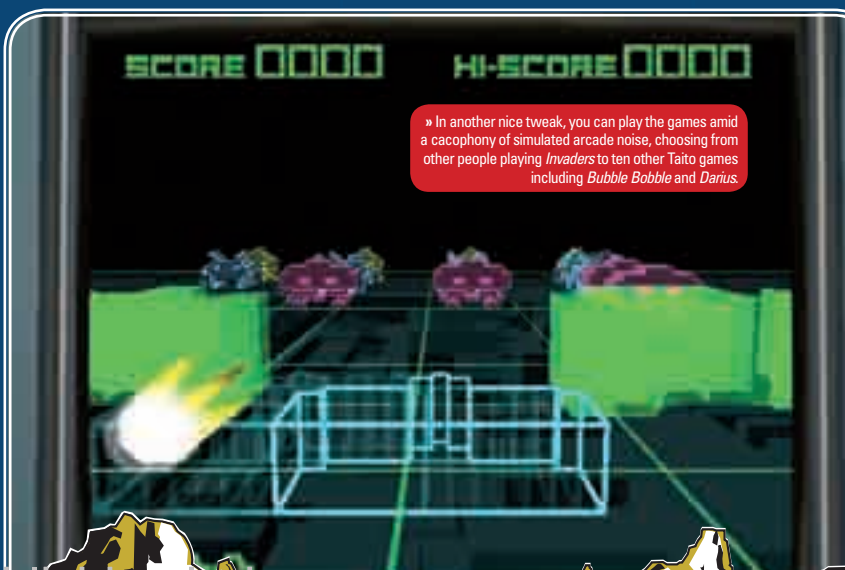 SCORE 0000 HI-SCORE 0000
» In another nice tweak, you can play the games amid
a cacophony of simulated arcade noise, choosing from
other people playing Invaders to ten other Taito games
including Bubble Bobble and Darius.